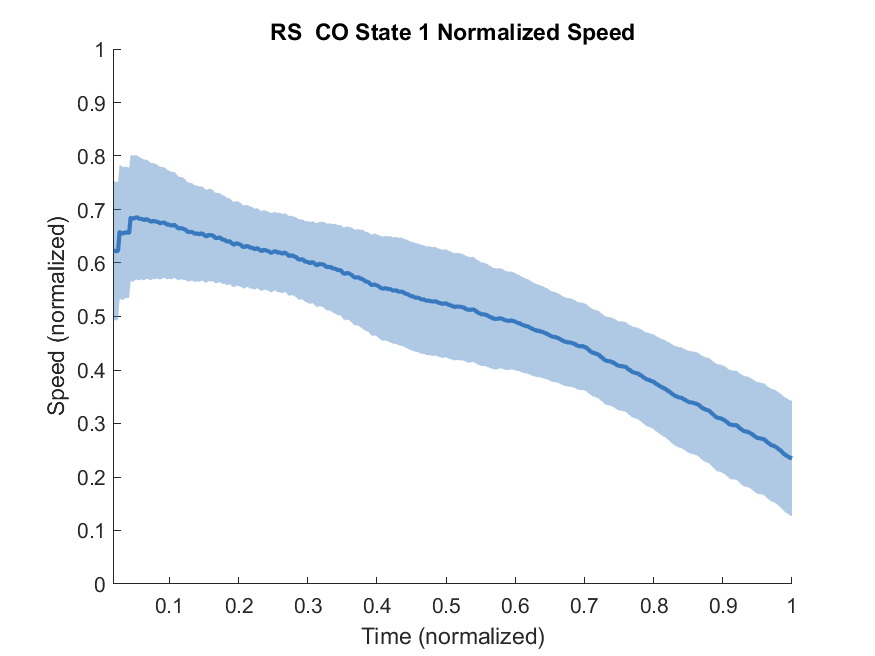 RS  CO State 1 Normalized Speed
1
0.9
0.8
0.7
0.6
0.5
0.4
0.3
0.2
0.1
0
Speed (normalized)
0.1 0.2 0.3 0.4 0.5 0.6 0.7 0.8 0.9 1
Time (normalized)